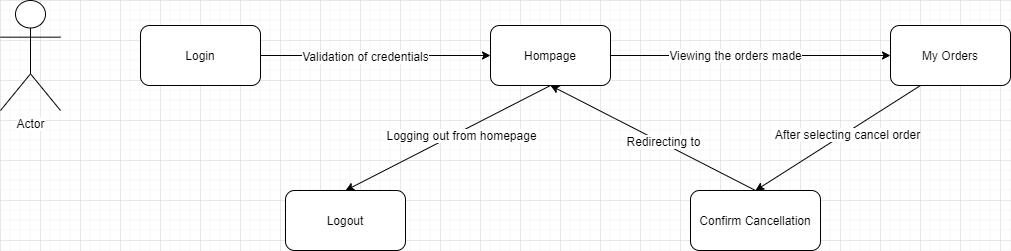 Login
Validation of credentials
Hompage
Viewing the orders made
My Orders
Actor
Logging out from homepage
Redirecting to
After selecting cancel order
Logout
Confirm Cancellation